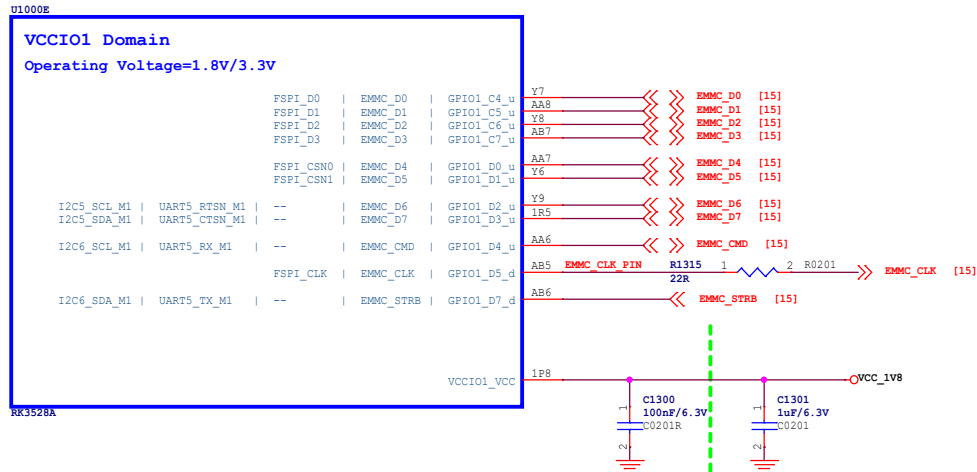 U1000E
VCCIO1 Domain
Operating Voltage=1.8V/3.3V
FSPI_D0 | EMMC_D0 | GPIO1_C4_u Y7 EMMC_D0 [15]
FSPI_D1 | EMMC_D1 | GPIO1_C5_u AA8 EMMC_D1 [15]
FSPI_D2 | EMMC_D2 | GPIO1_C6_u Y8 EMMC_D2 [15]
FSPI_D3 | EMMC_D3 | GPIO1_C7_u AB7 EMMC_D3 [15]
FSPI_CSN0 | EMMC_D4 | GPIO1_D0_u AA7 EMMC_D4 [15]
FSPI_CSN1 | EMMC_D5 | GPIO1_D1_u Y6 EMMC_D5 [15]
I2C5_SCL_M1 | UART5_RTSN_M1 | -- | EMMC_D6 | GPIO1_D2_u Y9 EMMC_D6 [15]
I2C5_SDA_M1 | UART5_CTSN_M1 | -- | EMMC_D7 | GPIO1_D3_u 1R5 EMMC_D7 [15]
I2C6_SCL_M1 | UART5_RX_M1 | -- | EMMC_CMD | GPIO1_D4_u AA6 EMMC_CMD [15]
FSPI_CLK | EMMC_CLK | GPIO1_D5_d AB5 EMMC_CLK_PIN R1315 1 2 R0201 EMMC_CLK [15]
22R
I2C6_SDA_M1 | UART5_TX_M1 | -- | EMMC_STRB | GPIO1_D7_d AB6 EMMC_STRB [15]
VCCIO1_VCC 1P8 VCC_1V8
1 C1300 1 C1301
100nF/6.3V 1uF/6.3V
C0201R C0201
2 2
RK3528A